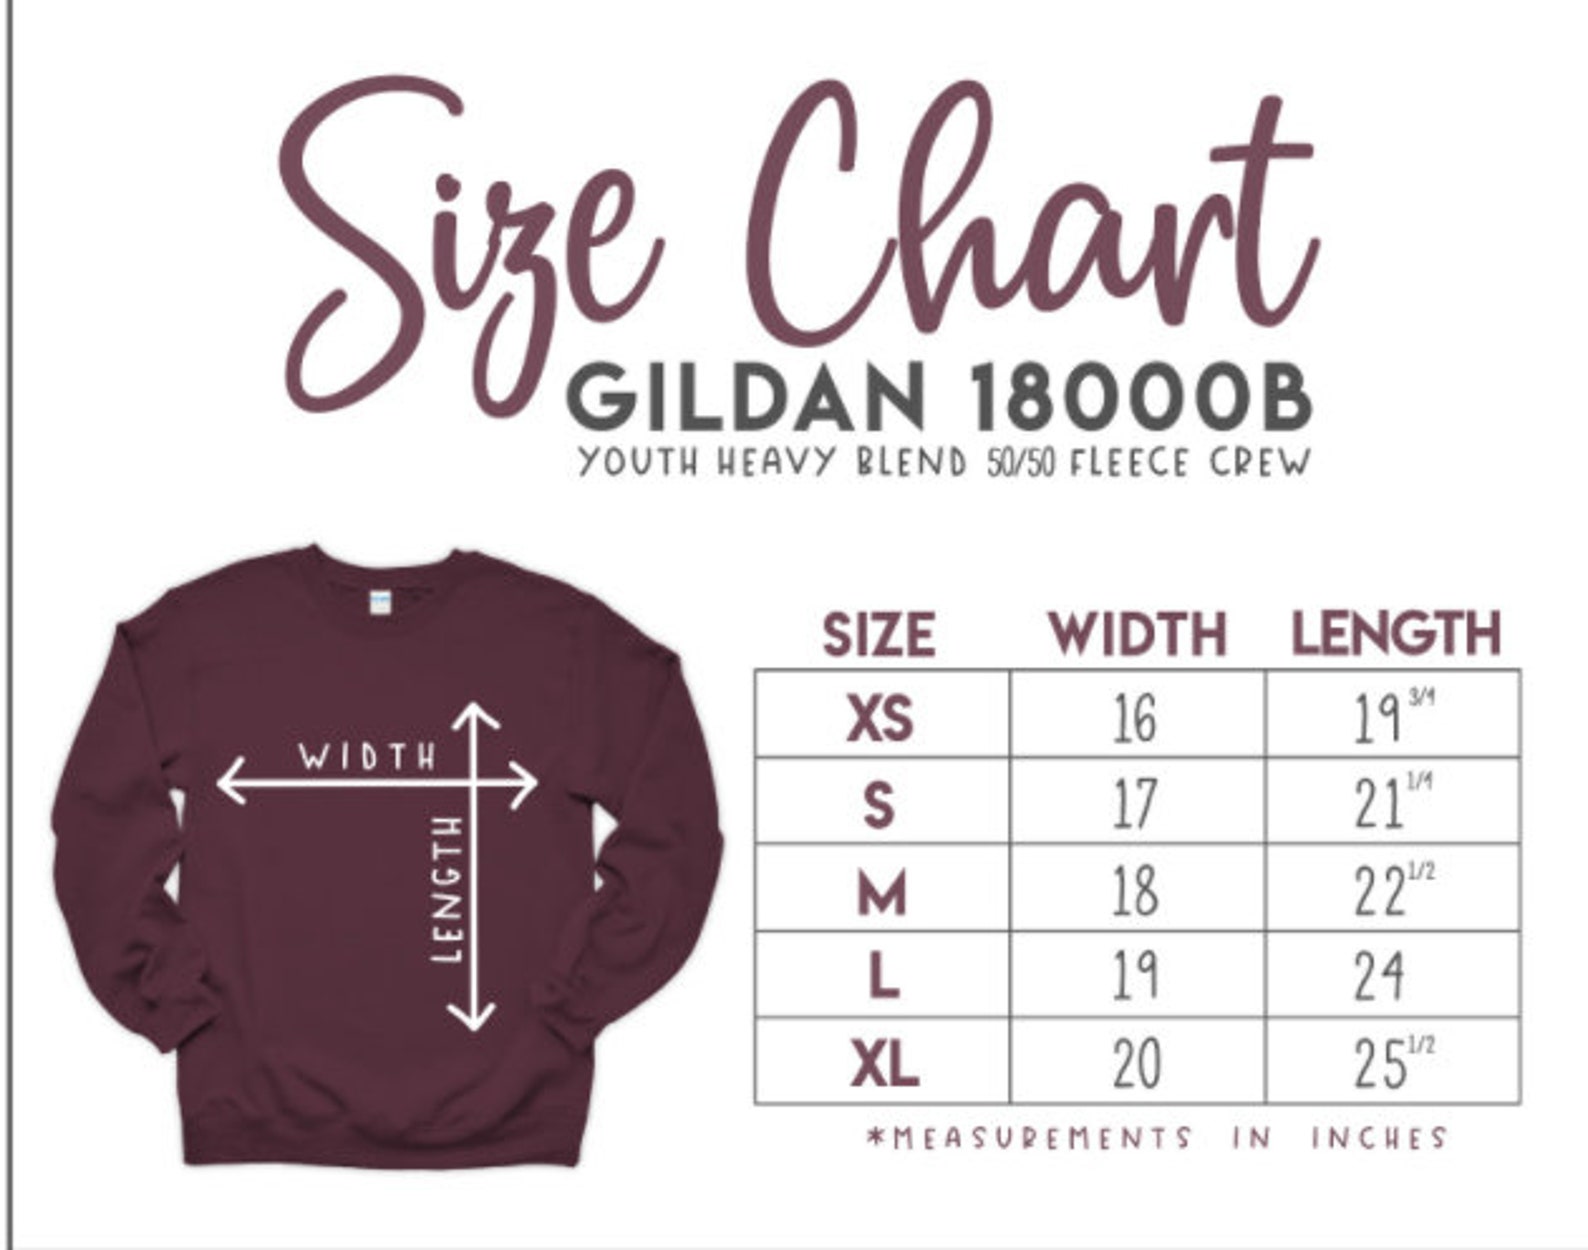 Size Chart
GILDAN 18000B
YOUTH HEAVY BLEND 50/50 FLEECE CREW
WIDTH
LENGTH
SIZE WIDTH LENGTH
XS 16 19 3/4
S 17 21 1/4
M 18 22 1/2
L 19 24
XL 20 25 1/2
*MEASUREMENTS IN INCHES